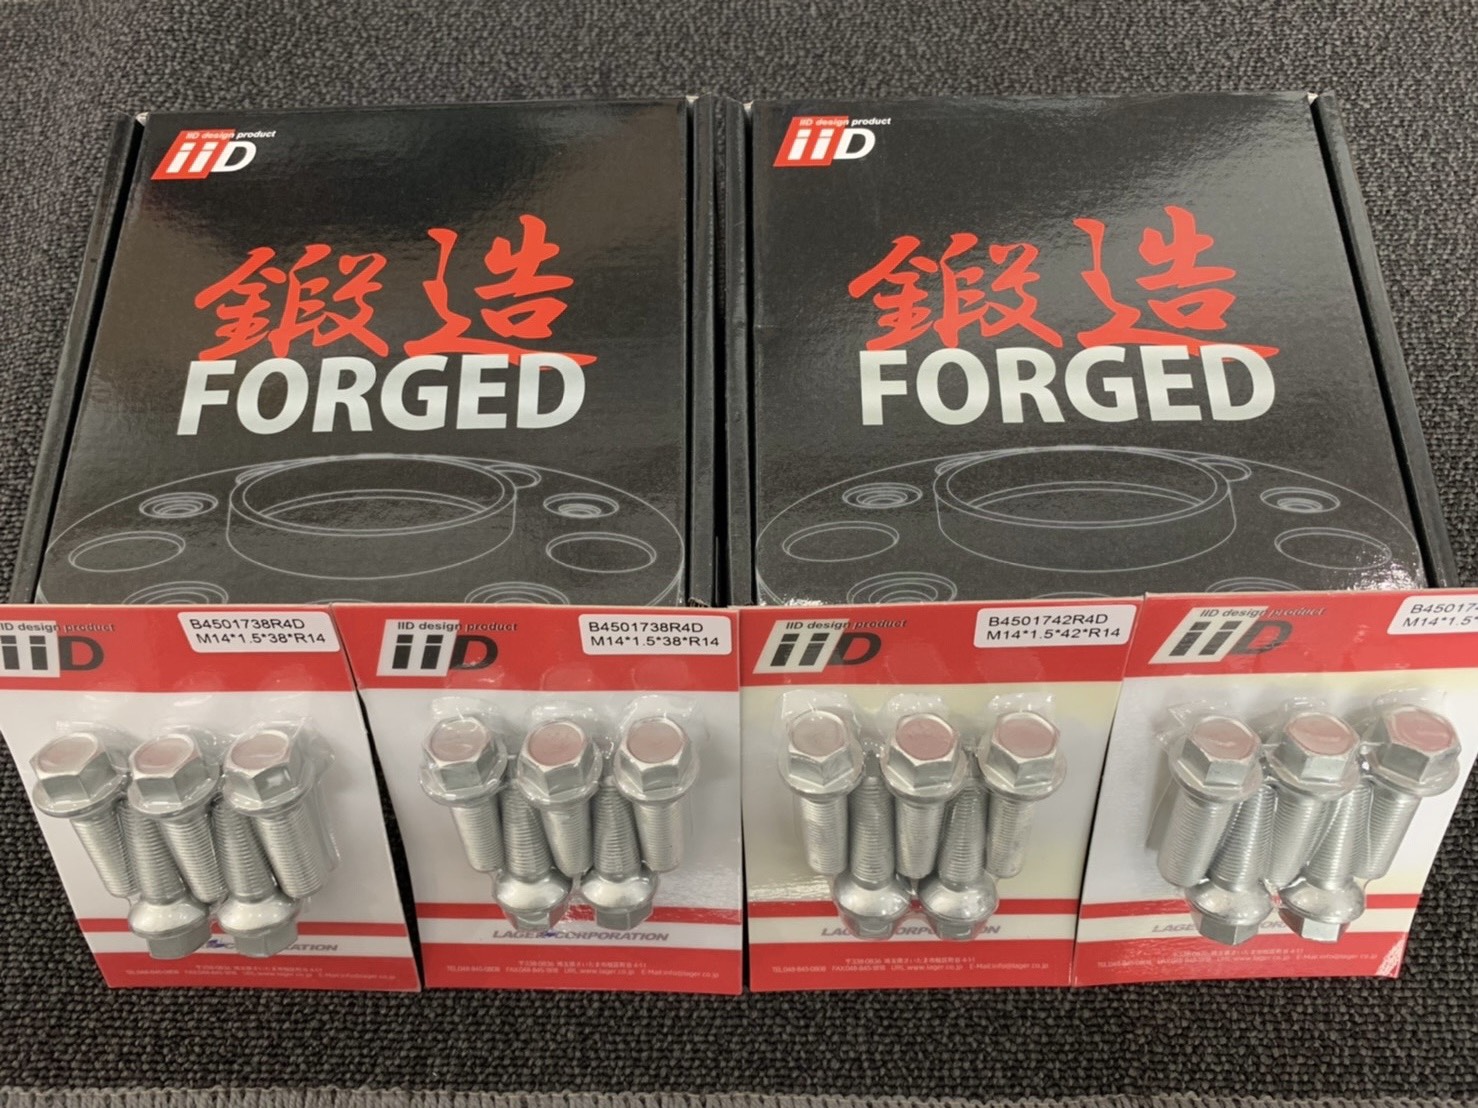 IID design product
iiD
鍛造
FORGED
IID design product
iiD
鍛造
FORGED
IID design product
iiD
B4501738R4D
M14*1.5*38*R14
IID design product
iiD
B4501738R4D
M14*1.5*38*R14
LAGER CORPORATION
IID design product
iiD
B4501742R4D
M14*1.5*42*R14
IID design product
iiD